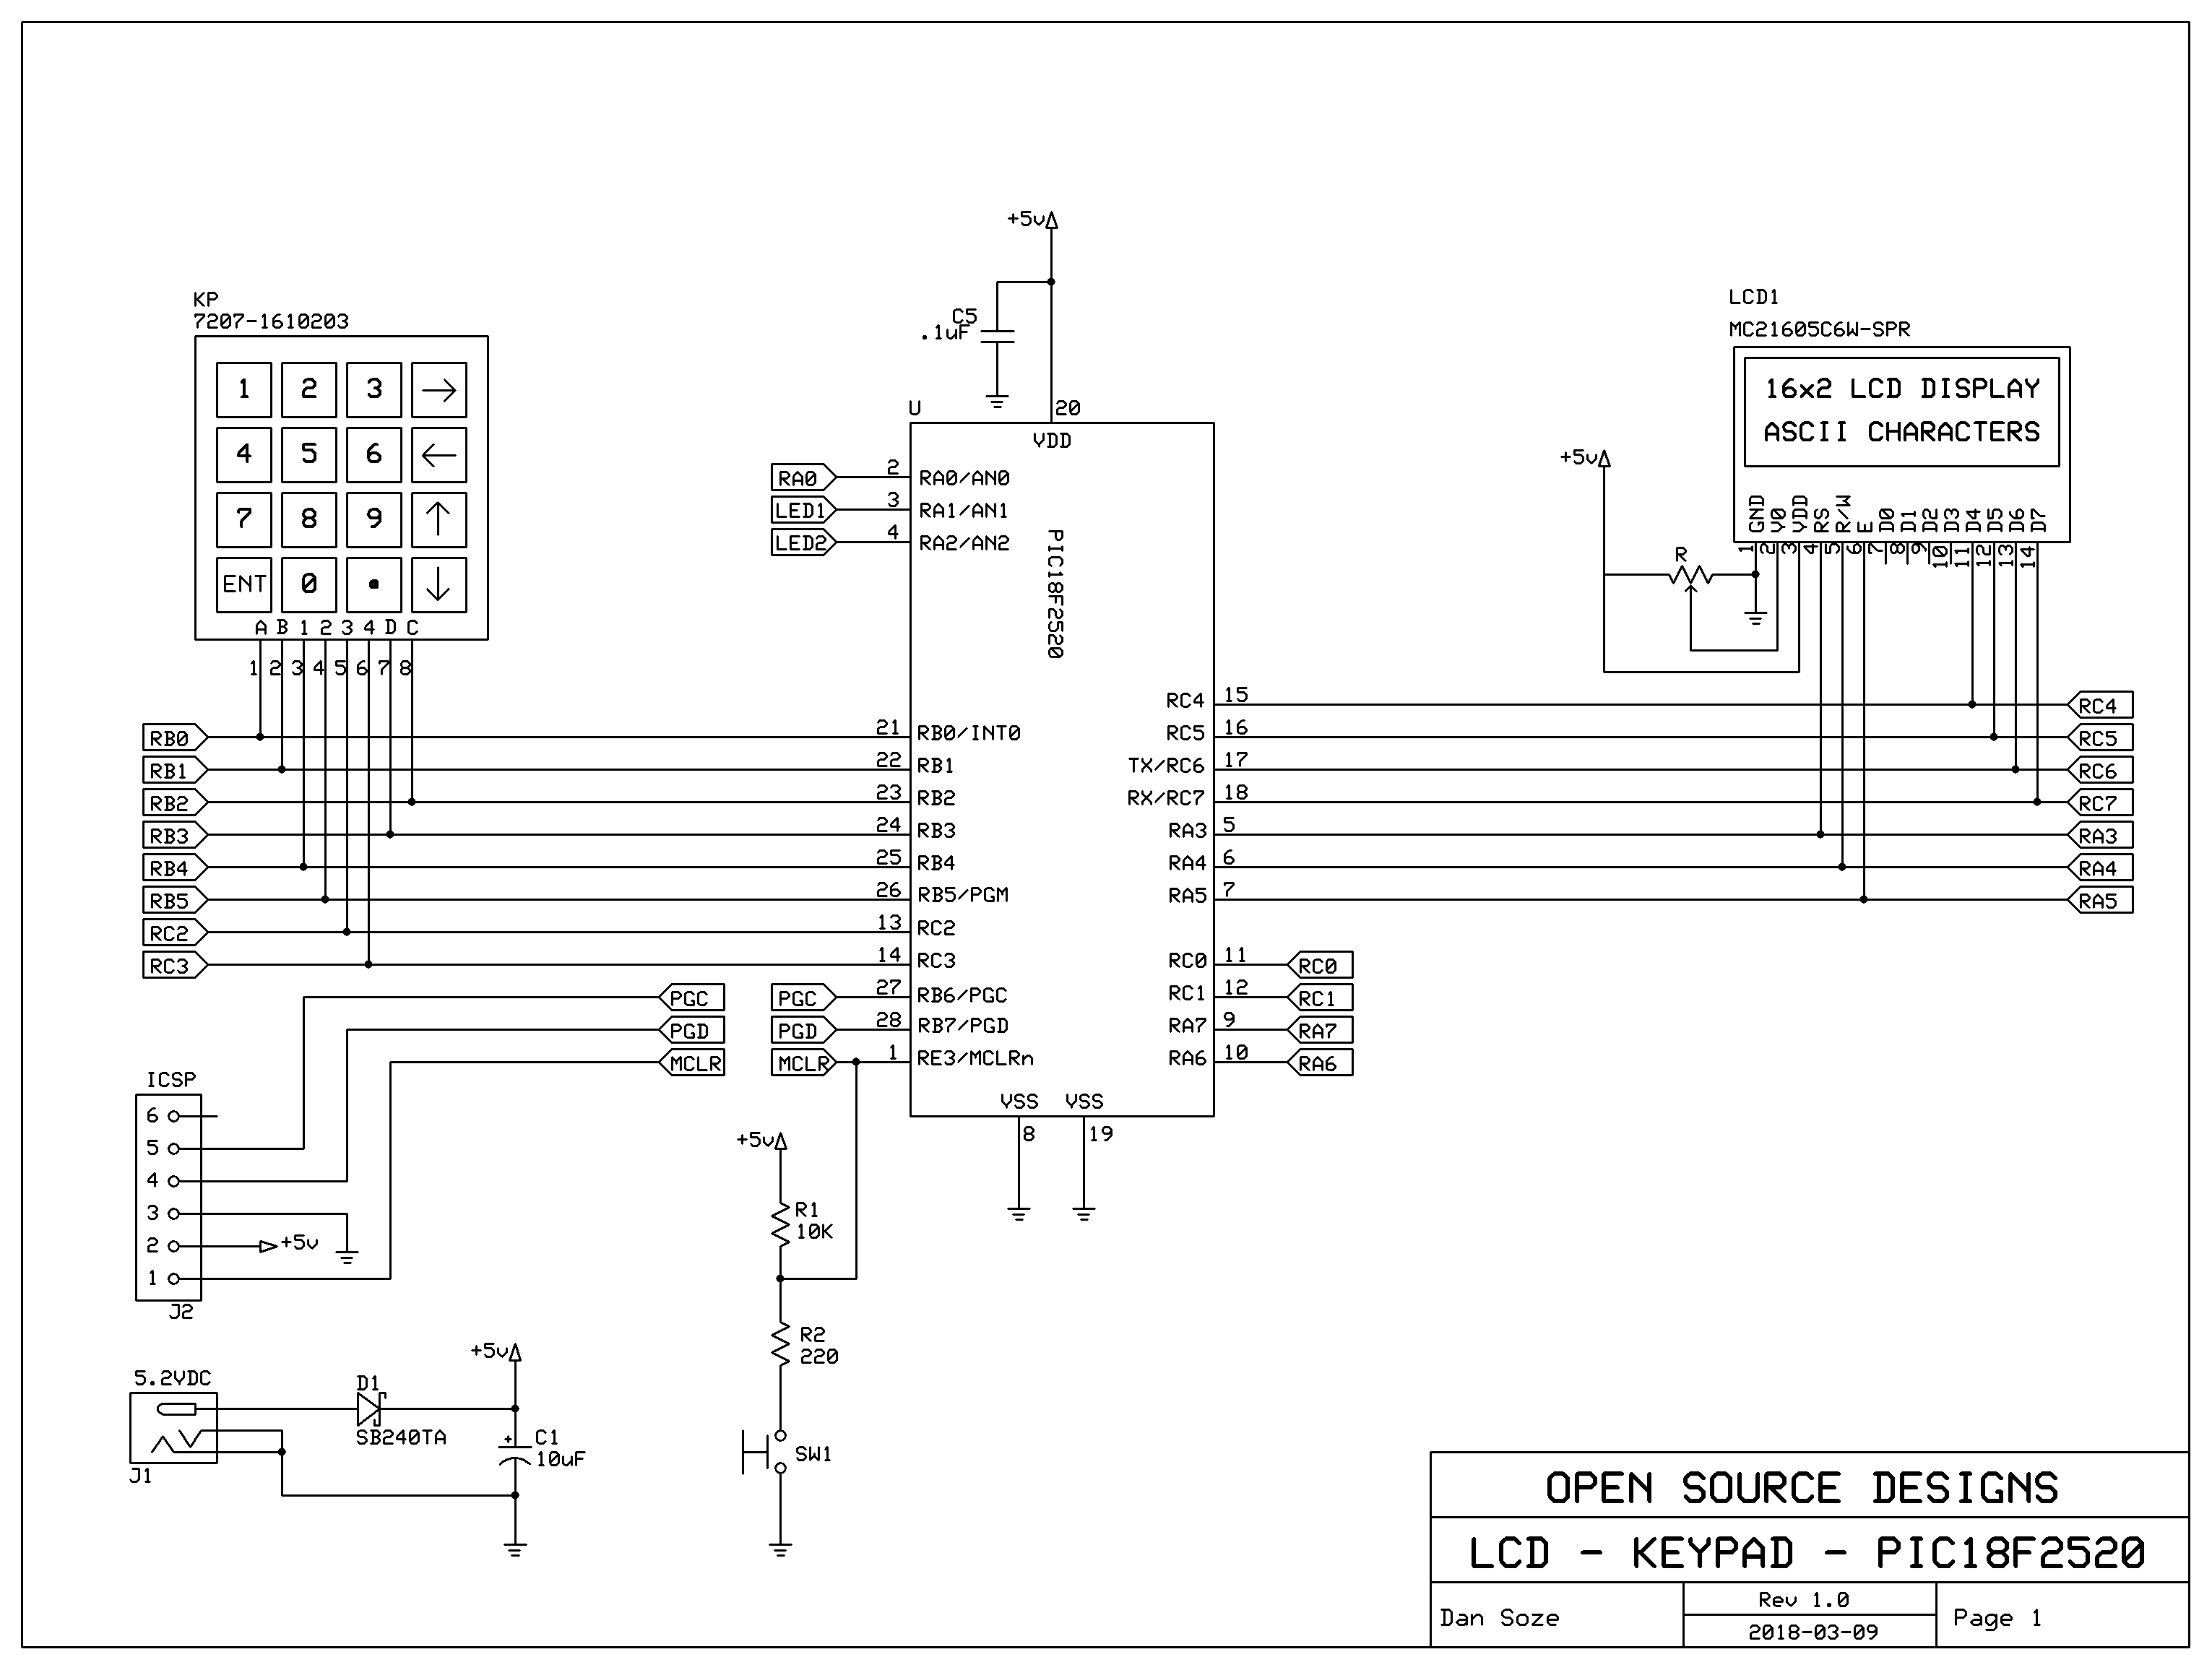 +5v
C5
.1uF
KP
7207-1610203
1 2 3
4 5 6
7 8 9
ENT 0 .
A B 1 2 3 4 D C
1 2 3 4 5 6 7 8
RB0
RB1
RB2
RB3
RB4
RB5
RC2
RC3
U
20
VDD
PIC18F2520
RA0 2 RA0/AN0
LED1 3 RA1/AN1
LED2 4 RA2/AN2
21 RB0/INT0
22 RB1
23 RB2
24 RB3
25 RB4
26 RB5/PGM
13 RC2
14 RC3
PGC 27 RB6/PGC
PGD 28 RB7/PGD
MCLR 1 RE3/MCLRn
RC4 15
RC5 16
TX/RC6 17
RX/RC7 18
RA3 5
RA4 6
RA5 7
RC0 11 RC0
RC1 12 RC1
RA7 9 RA7
RA6 10 RA6
VSS VSS
8 19
LCD1
MC21605C6W-SPR
16x2 LCD DISPLAY
ASCII CHARACTERS
GND V0 VDD RS R/W E D0 D1 D2 D3 D4 D5 D6 D7
1 2 3 4 5 6 7 8 9 10 11 12 13 14
+5v
R
RC4
RC5
RC6
RC7
RA3
RA4
RA5
PGC
PGD
MCLR
ICSP
6
5
4
3
2 +5v
1
J2
+5v
R1
10K
R2
220
SW1
5.2VDC
J1
D1
SB240TA
+5v
+
C1
10uF
OPEN SOURCE DESIGNS
LCD - KEYPAD - PIC18F2520
Dan Soze
Rev 1.0
2018-03-09
Page 1